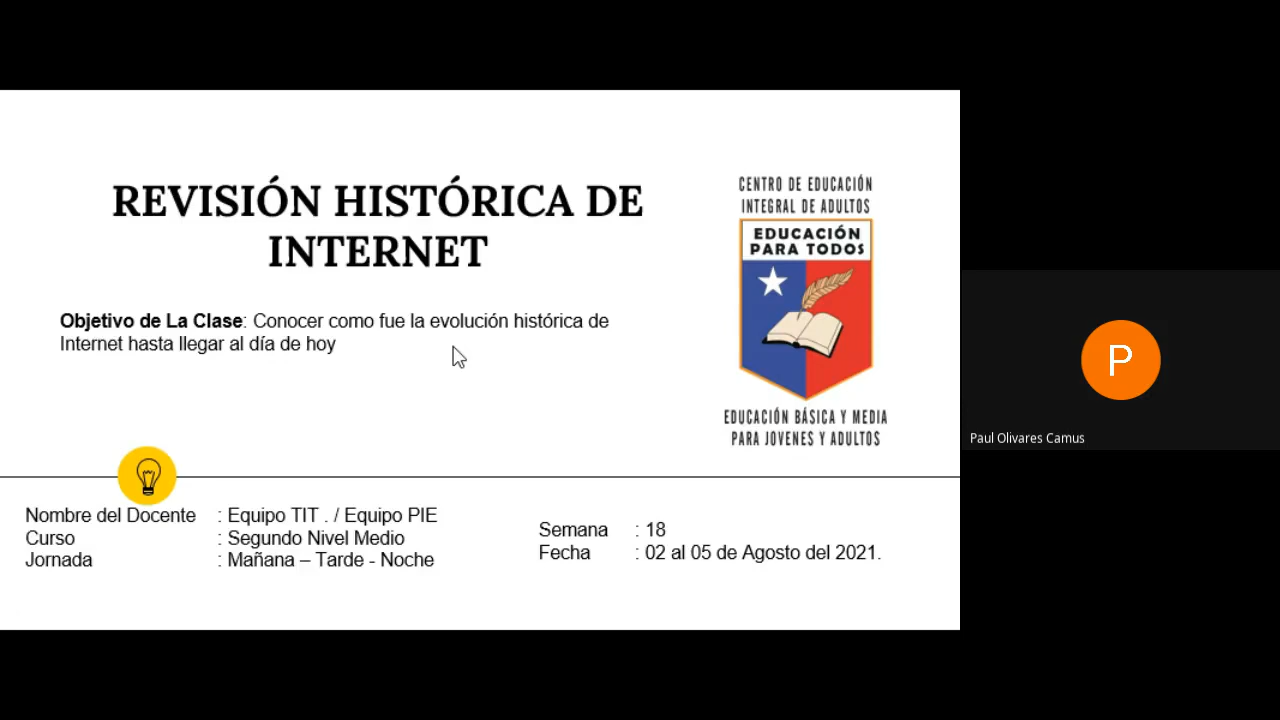 REVISIÓN HISTÓRICA DE
INTERNET
Objetivo de La Clase: Conocer como fue la evolución histórica de
Internet hasta llegar al día de hoy
CENTRO DE EDUCACIÓN
INTEGRAL DE ADULTOS
EDUCACIÓN
PARA TODOS
EDUCACIÓN BÁSICA Y MEDIA
PARA JOVENES Y ADULTOS
Nombre del Docente : Equipo TIT . / Equipo PIE
Curso : Segundo Nivel Medio
Jornada : Mañana – Tarde - Noche
Semana : 18
Fecha : 02 al 05 de Agosto del 2021.
P
Paul Olivares Camus